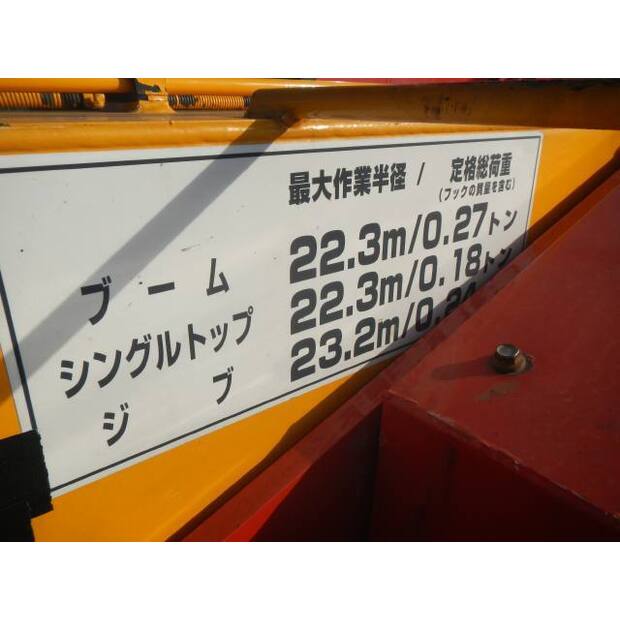 最大作業半径 / 定格総荷重
(フックの質量を含む)
ブーム 22.3m/0.27トン
シングルトップ 22.3m/0.18トン
ジブ 23.2m/0.